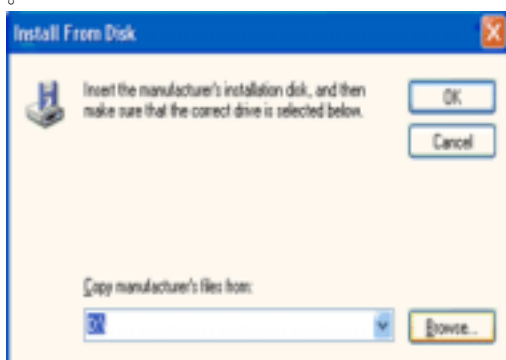 Install From Disk
Insert the manufacturer's installation disk, and then
make sure that the correct drive is selected below.
OK
Cancel
Copy manufacturer's files from:
D:\
Browse...